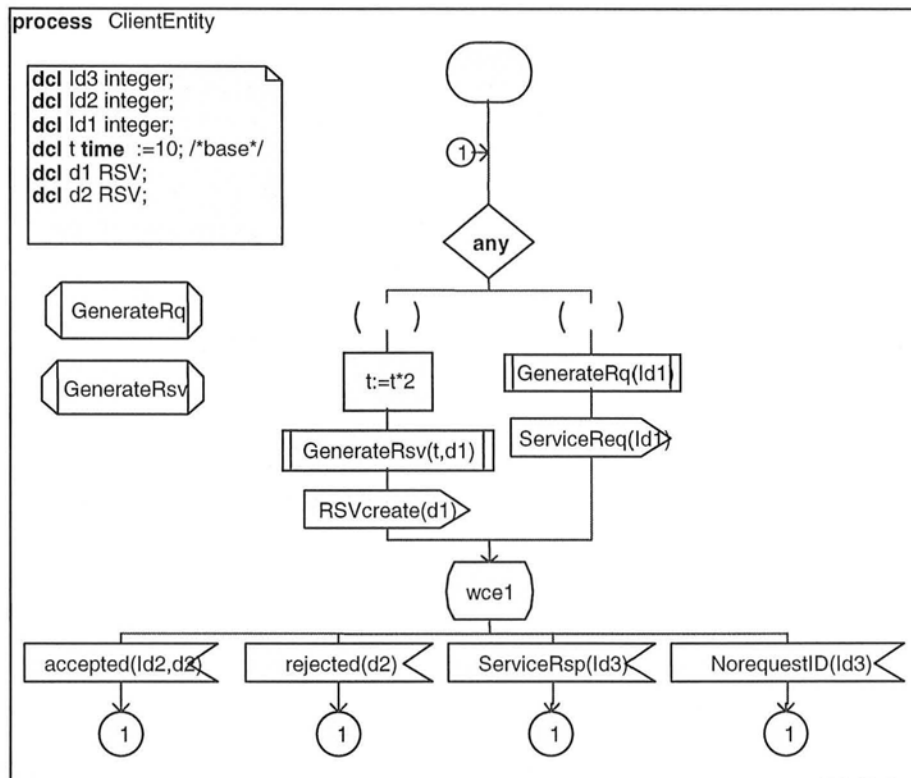 process ClientEntity
dcl Id3 integer;
dcl Id2 integer;
dcl Id1 integer;
dcl t time :=10; /*base*/
dcl d1 RSV;
dcl d2 RSV;
1
any
GenerateRq
( )
( )
GenerateRsv
t:=t*2
GenerateRq(Id1)
GenerateRsv(t,d1)
ServiceReq(Id1)
RSVcreate(d1)
wce1
accepted(Id2,d2)
rejected(d2)
ServiceRsp(Id3)
NorequestID(Id3)
1
1
1
1